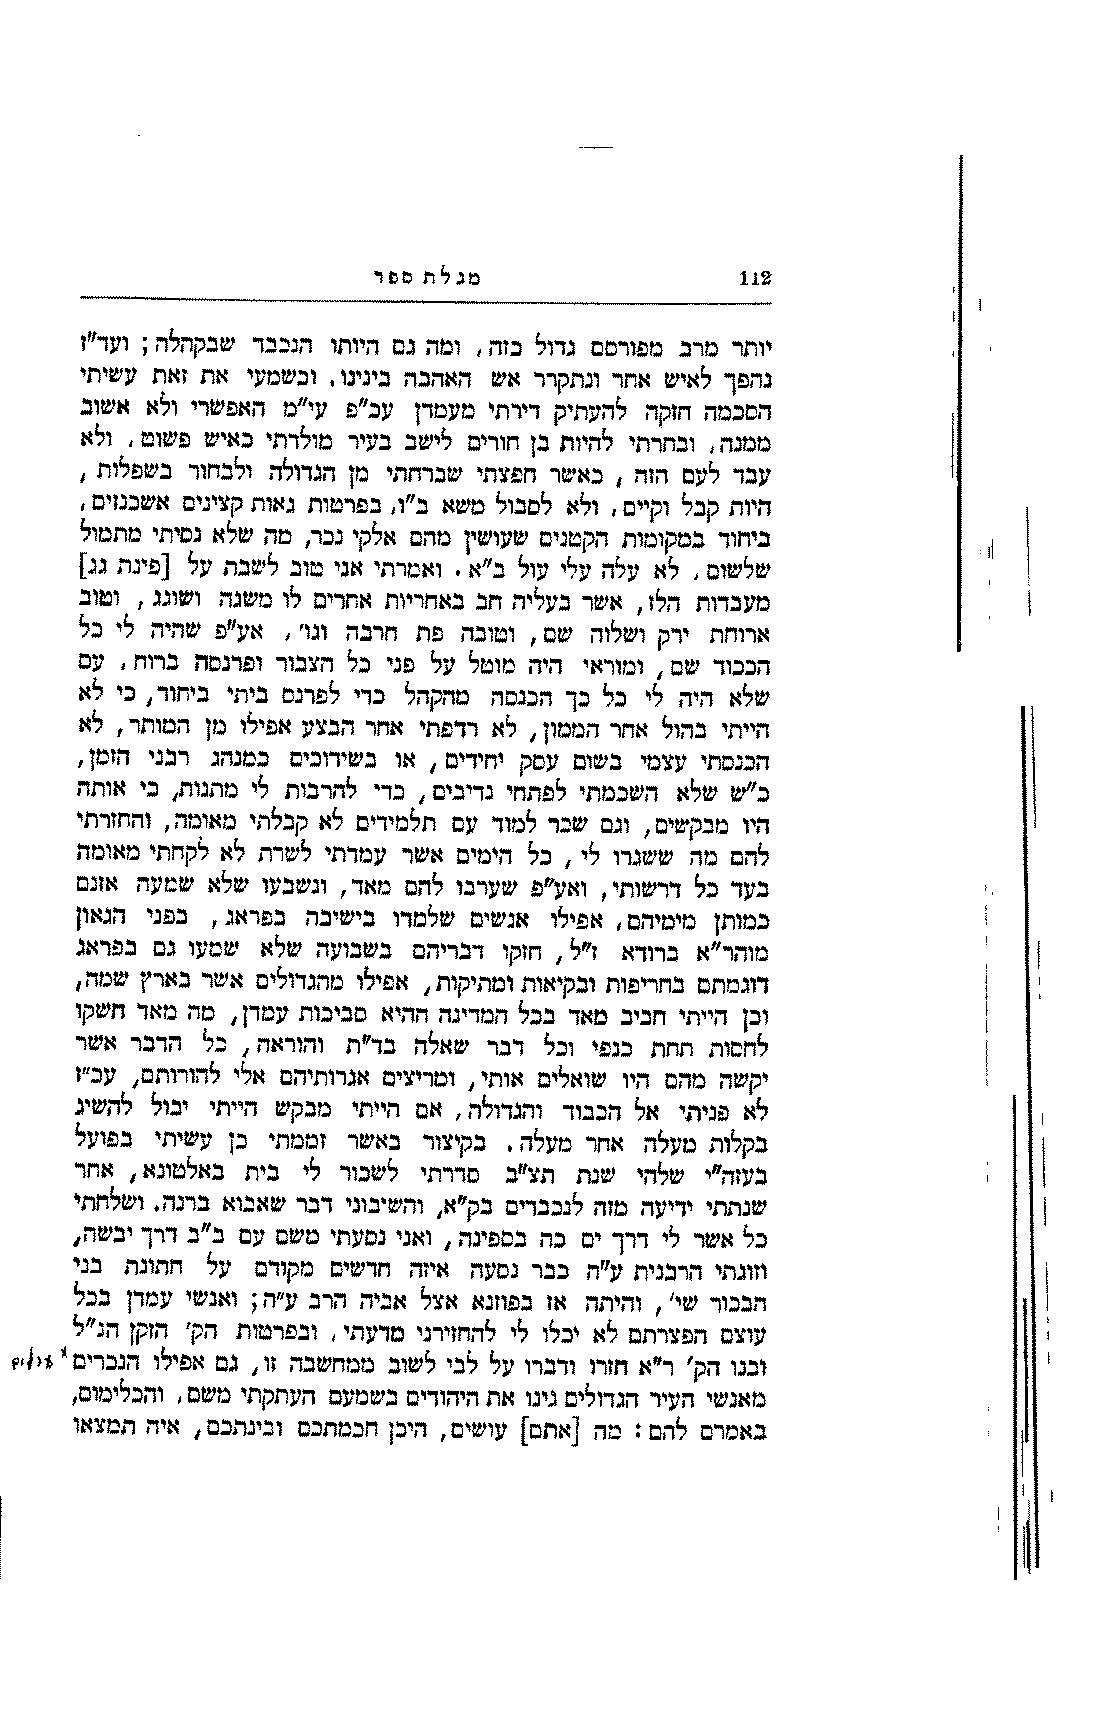 112
מגלת ספר
יותר מרב מפורסם גדול כזה, ומה גם היותו הנכבד שבקהלה; ועד"ז
נהפך לאיש אחר ונתקרר אש האהבה בינינו. ובשמעי את זאת עשיתי
הסכמה חזקה להעתיק דירתי מעמדן עכ"פ עי"מ האפשרי ולא אשוב
ממנה, ובחרתי להיות בן חורים לישב בעיר מולדתי כאיש פשוט, ולא
עבד לעם הזה, כאשר חפצתי שברחתי מן הגדולה ולבחור בשפלות,
היות קבל וקיים, ולא לסבול משא ב"ו, בפרטות גאות קצינים אשכנזים,
ביחוד במקומות הקטנים שעושין מהם אלקי נכר, מה שלא נסיתי מתמול
שלשום, לא עלה עלי עול ב"א. ואמרתי אני טוב לשבת על [פינת גג]
מעבדות הלז, אשר בעליה חב באחריות אחרים לו משנה ושוגג, וטוב
ארוחת ירק ושלוה שם, וטובה פת חרבה וגו', אע"פ שהיה לי כל
הכבוד שם, ומוראי היה מוטל על פני כל הצבור ופרנסה ברוח, עם
שלא היה לי כל כך הכנסה מהקהל כדי לפרנס ביתי ביחוד, כי לא
הייתי בהול אחר הממון, לא רדפתי אחר הבצע אפילו מן המותר, לא
הכנסתי עצמי בשום עסק יחידים, או בשידוכים כמנהג רבני הזמן,
כ"ש שלא השכמתי לפתחי נדיבים, כדי להרבות לי מתנות, כי אותה
היו מבקשים, וגם שכר למוד עם תלמידים לא קבלתי מאומה, והחזרתי
להם מה ששגרו לי, כל הימים אשר עמדתי לשרת לא לקחתי מאומה
בעד כל דרשותי, ואע"פ שערבו להם מאד, ונשבעו שלא שמעה אזנם
כמותן מימיהם, אפילו אנשים שלמדו בישיבה בפראג, בפני הגאון
מוהר"א ברודא ז"ל, חזקו דבריהם בשבועה שלא שמעו גם בפראג
דוגמתם בחריפות ובקיאות ומתיקות, אפילו מהגדולים אשר בארץ שמה,
וכן הייתי חביב מאד בכל המדינה ההיא סביבות עמדן, מה מאד חשקו
לחסות תחת כנפי וכל דבר שאלה בד"ת והוראה, כל הדבר אשר
יקשה מהם היו שואלים אותי, ומריצים אגרותיהם אלי להורותם, עכ"ז
לא פניתי אל הכבוד והגדולה, אם הייתי מבקש הייתי יכול להשיג
בקלות מעלה אחר מעלה. בקיצור באשר זממתי כן עשיתי בפועל
בעזה"י שלהי שנת תצ"ב סדרתי לשכור לי בית באלטונא, אחר
שנתתי ידיעה מזה לנכבדים בק"א, והשיבוני דבר שאבוא ברנה. ושלחתי
כל אשר לי דרך ים כה בספינה, ואני נסעתי משם עם ב"ב דרך יבשה,
וזוגתי הרבנית ע"ה כבר נסעה איזה חדשים מקודם על חתונת בני
הבכור שי', והיתה אז בפוזנא אצל אביה הרב ע"ה; ואנשי עמדן בכל
עוצם הפצרתם לא יכלו לי להחזירני מדעתי, ובפרטות הק' הזקן הנ"ל
ובנו הק' ר"א חזרו ודברו על לבי לשוב ממחשבה זו, גם אפילו הנכרים
מאנשי העיר הגדולים גינו את היהודים בשמעם העתקתי משם, והכלימום,
באמרם להם: מה [אתם] עושים, היכן חכמתכם ובינתכם, איה תמצאו